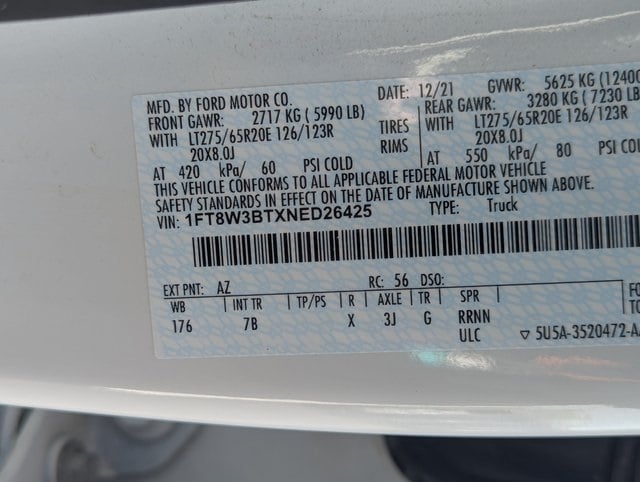 MFD. BY FORD MOTOR CO.
DATE: 12/21 GVWR: 5625 KG
FRONT GAWR: 2717 KG ( 5990 LB) REAR GAWR: 3280 KG ( 7230 LB
WITH LT275/65R20E 126/123R TIRES WITH LT275/65R20E 126/123R
20X8.0J RIMS 20X8.0J
AT 420 kPa/ 60 PSI COLD AT 550 kPa/ 80 PSI
THIS VEHICLE CONFORMS TO ALL APPLICABLE FEDERAL MOTOR VEHICLE
SAFETY STANDARDS IN EFFECT ON THE DATE OF MANUFACTURE SHOWN ABOVE.
VIN: 1FT8W3BTXNED26425 TYPE: Truck
EXT PNT: AZ RC: 56 DSO:
WB INT TR TP/PS R AXLE TR SPR
176 7B X 3J G RRNN
ULC
▽ 5U5A-3520472-A